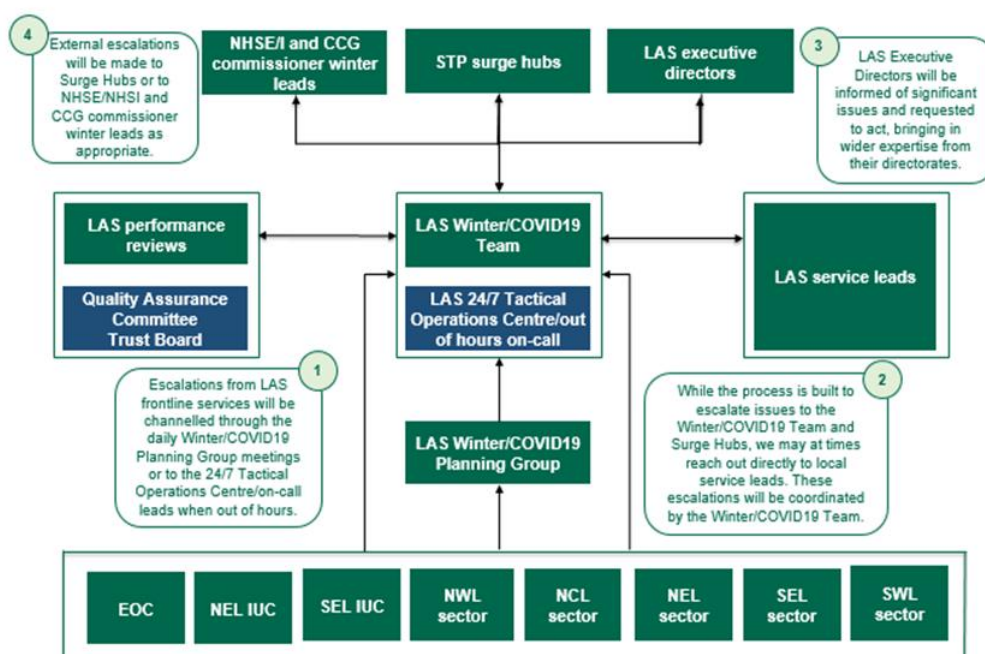 4
External escalations
will be made to
Surge Hubs or to
NHSE/NHSI and
CCG commissioner
winter leads as
appropriate.
NHSE/I and CCG
commissioner winter
leads
STP surge hubs
LAS executive
directors
3
LAS Executive
Directors will be
informed of significant
issues and requested
to act, bringing in
wider expertise from
their directorates.
LAS performance
reviews
Quality Assurance
Committee
Trust Board
LAS Winter/COVID19
Team
LAS 24/7 Tactical
Operations Centre/out
of hours on-call
LAS service leads
1
Escalations from LAS
frontline services will be
channelled through the
daily Winter/COVID19
Planning Group meetings
or to the 24/7 Tactical
Operations Centre/on-call
leads when out of hours.
LAS Winter/COVID19
Planning Group
2
While the process is built to
escalate issues to the
Winter/COVID19 Team and
Surge Hubs, we may at times
reach out directly to local
service leads. These
escalations will be coordinated
by the Winter/COVID19 Team.
EOC
NEL IUC
SEL IUC
NWL
sector
NCL
sector
NEL
sector
SEL
sector
SWL
sector